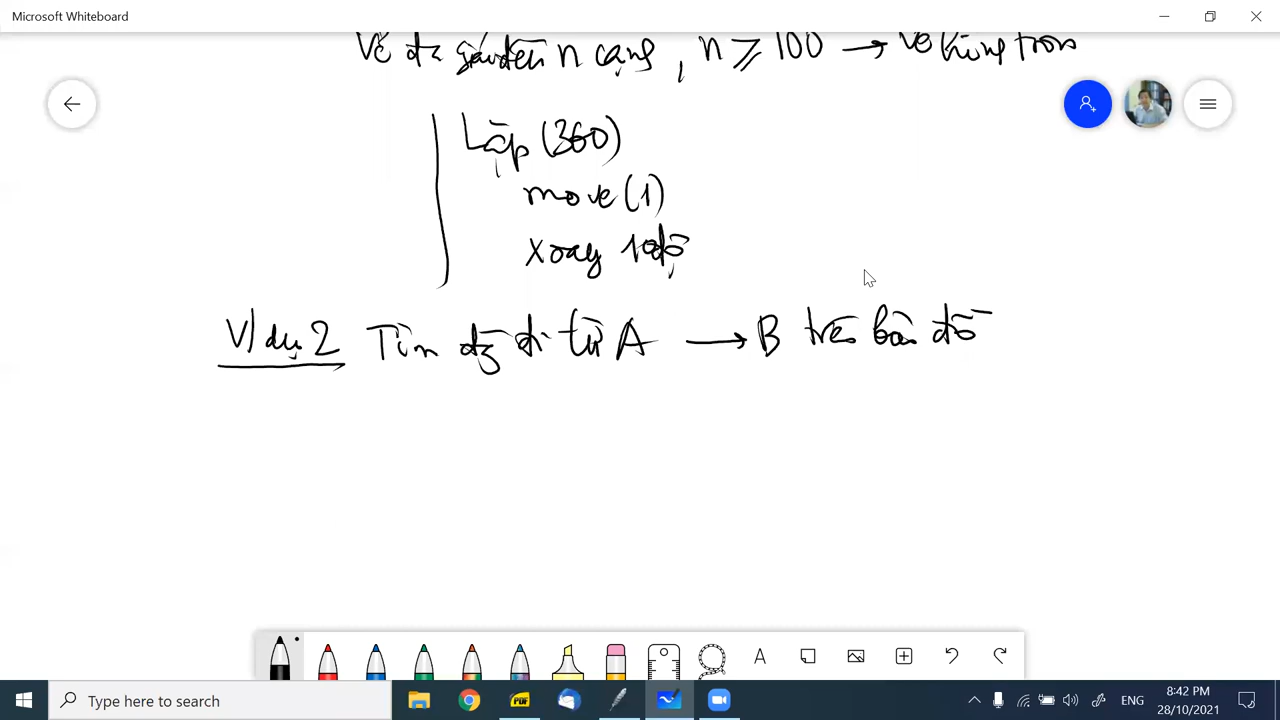 Microsoft Whiteboard
Vẽ đa giác đều n cạnh, n ≥ 100 → vẽ hình tròn
Lặp (360)
move (1)
Xoay 1 độ
Ví dụ 2 Tìm đg đi từ A → B trên bản đồ
Type here to search
PDF
ENG
8:42 PM
28/10/2021